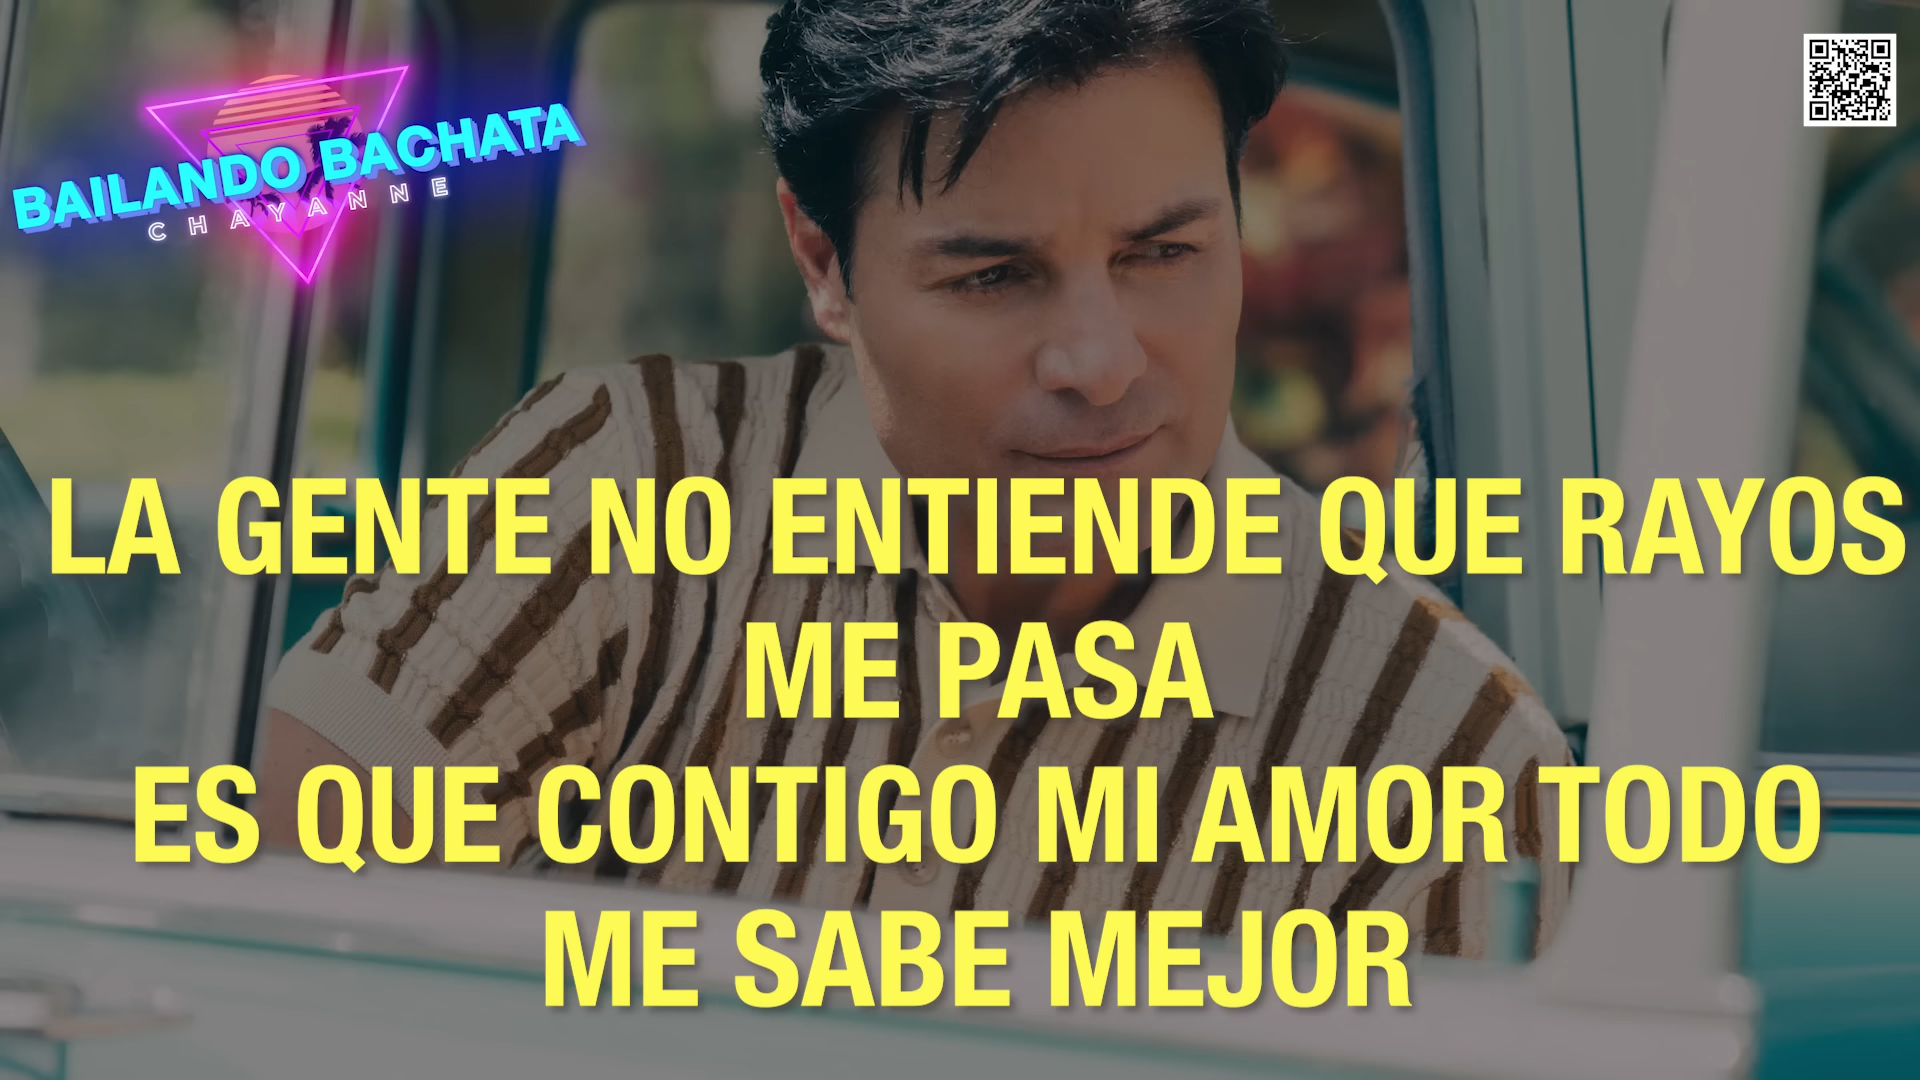 BAILANDO BACHATA
CHAYANNE
LA GENTE NO ENTIENDE QUE RAYOS
ME PASA
ES QUE CONTIGO MI AMOR TODO
ME SABE MEJOR